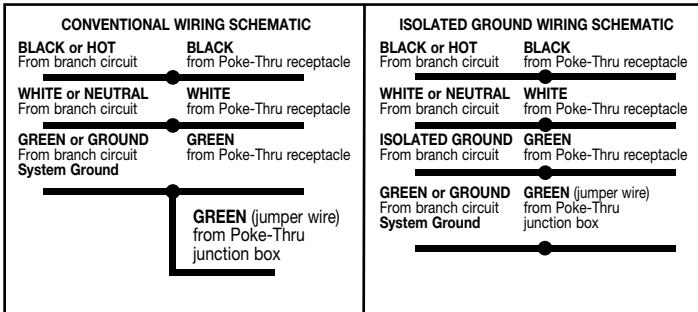 CONVENTIONAL WIRING SCHEMATIC
BLACK or HOT
From branch circuit
BLACK
from Poke-Thru receptacle
WHITE or NEUTRAL
From branch circuit
WHITE
from Poke-Thru receptacle
GREEN or GROUND
From branch circuit
System Ground
GREEN
from Poke-Thru receptacle
GREEN (jumper wire)
from Poke-Thru
junction box
ISOLATED GROUND WIRING SCHEMATIC
BLACK or HOT
From branch circuit
BLACK
from Poke-Thru receptacle
WHITE or NEUTRAL
From branch circuit
WHITE
from Poke-Thru receptacle
ISOLATED GROUND
From branch circuit
GREEN
from Poke-Thru receptacle
GREEN or GROUND
From branch circuit
System Ground
GREEN (jumper wire)
from Poke-Thru
junction box